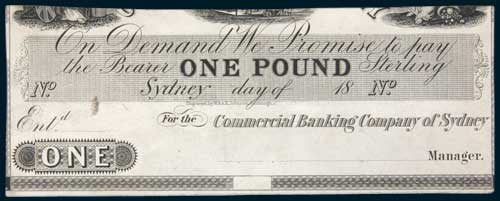 On Demand We Promise to pay
the Bearer ONE POUND Sterling
No Sydney day of 18 No
Ent.d For the Commercial Banking Company of Sydney
ONE
Manager.